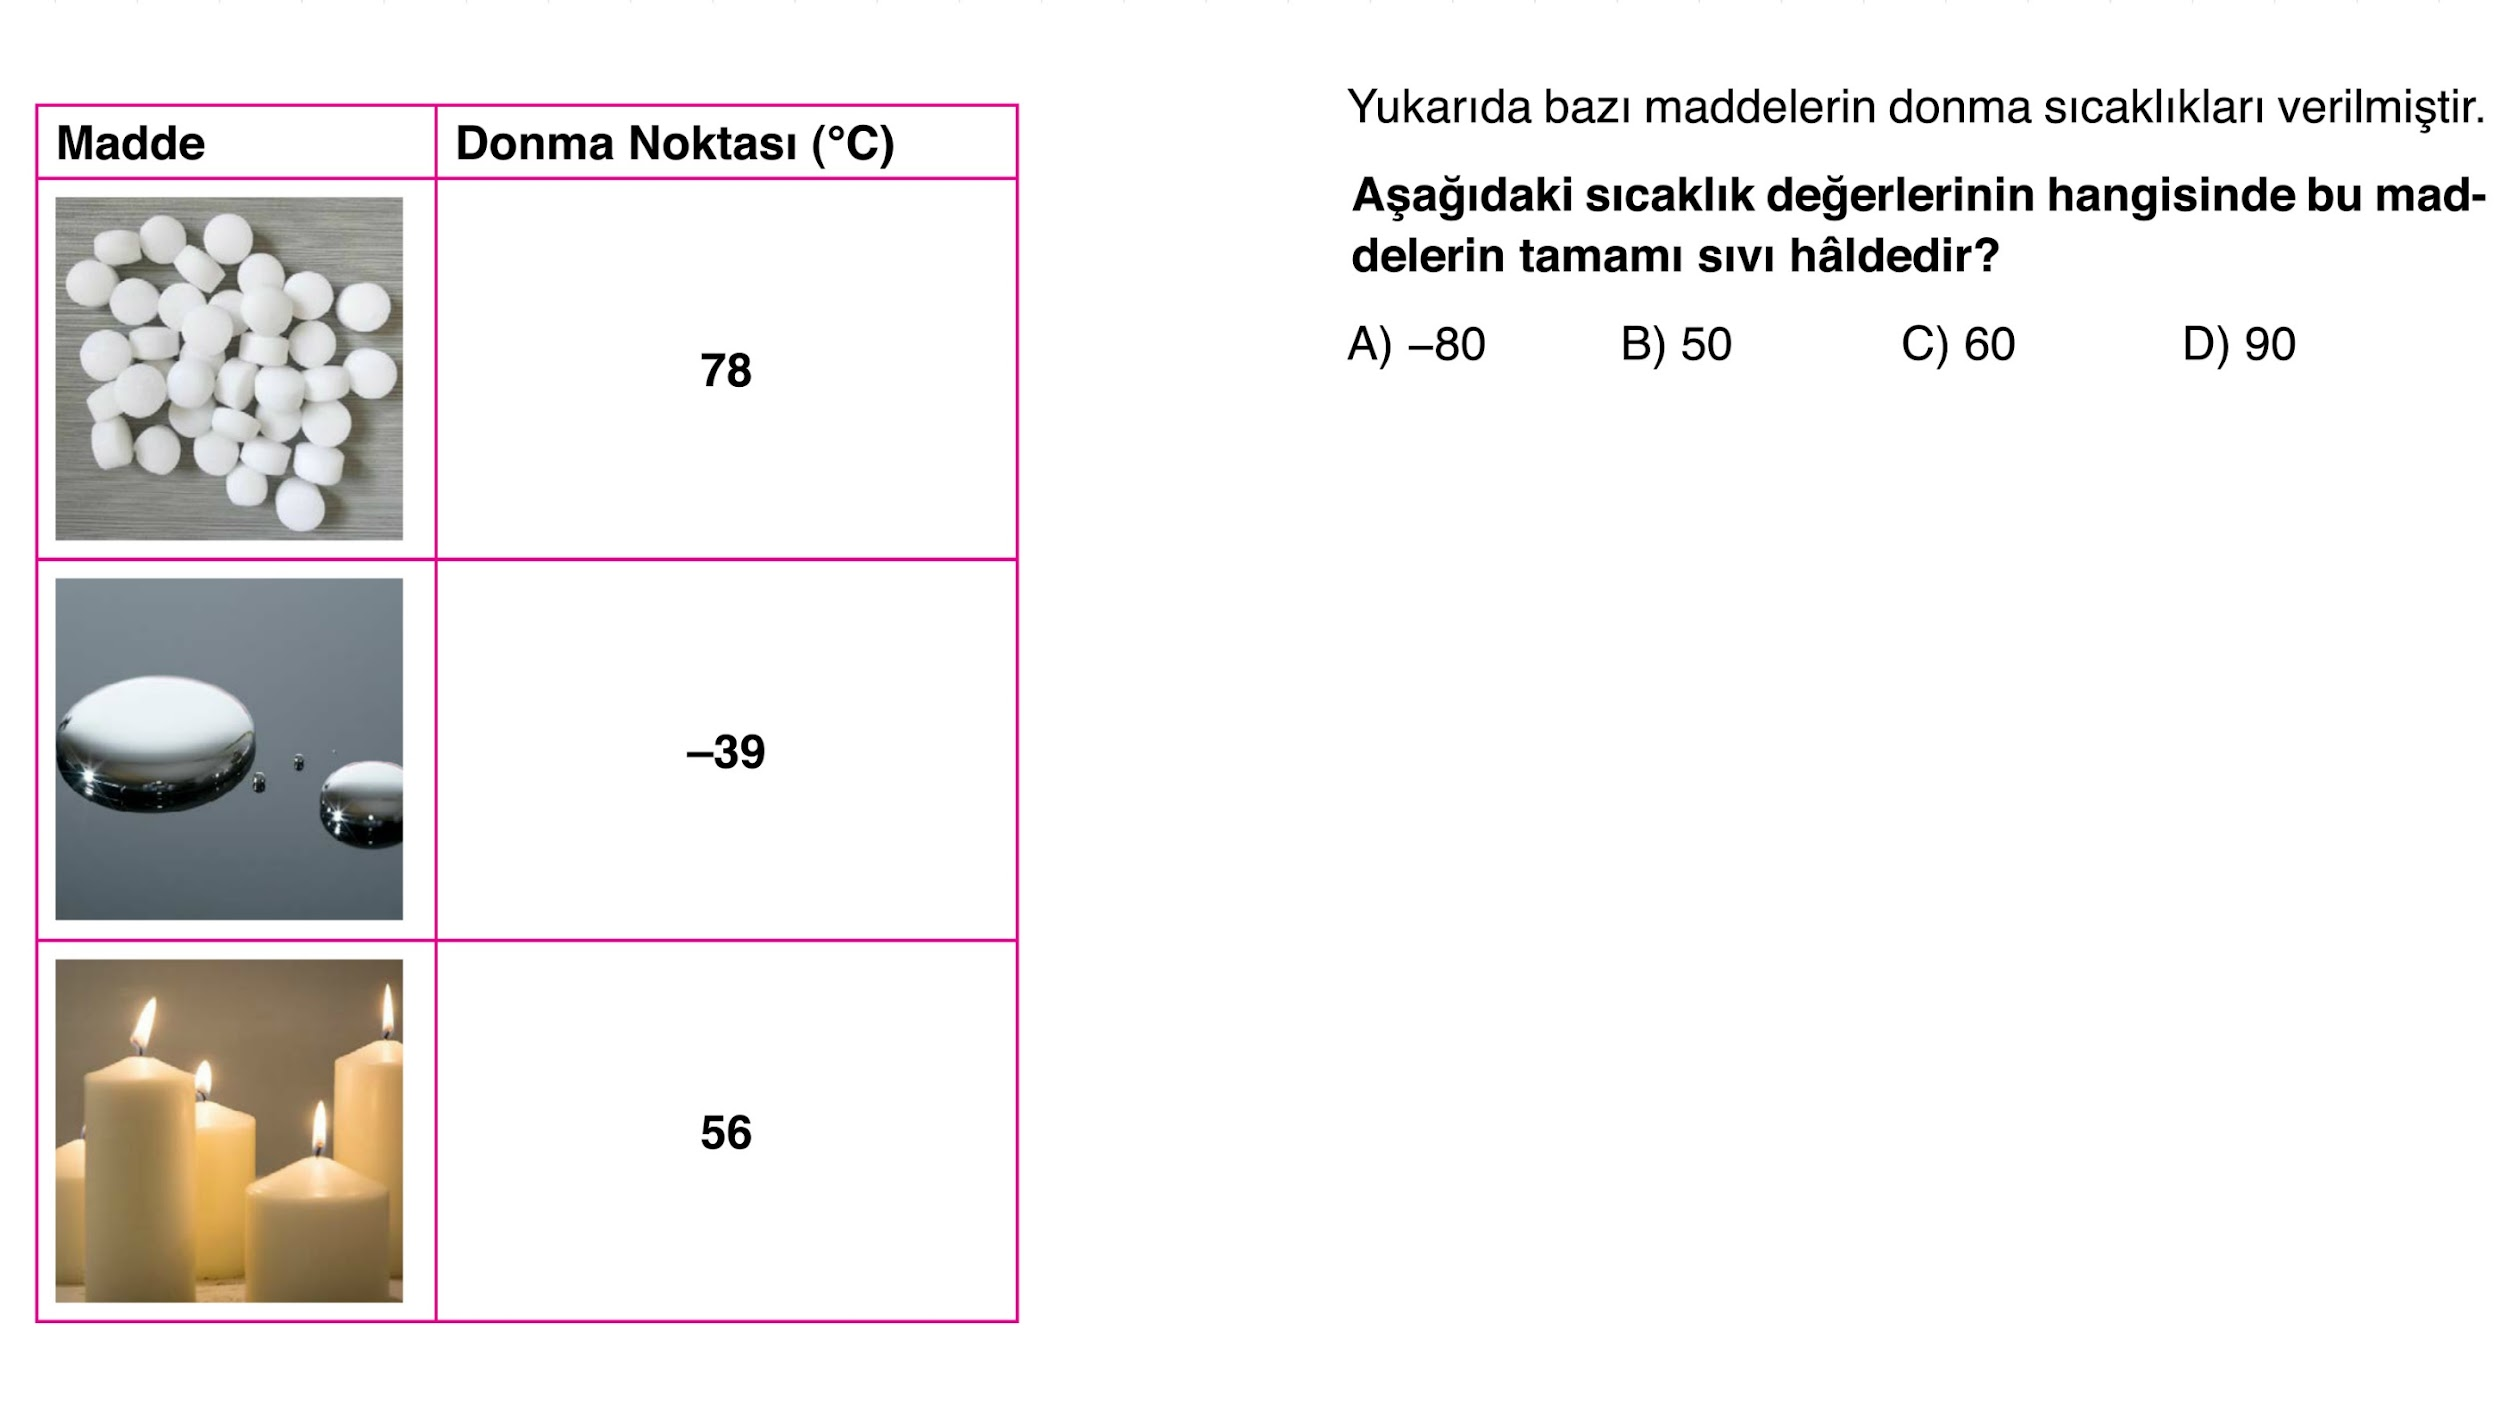 Madde
Donma Noktası (°C)
78
–39
56
Yukarıda bazı maddelerin donma sıcaklıkları verilmiştir.
Aşağıdaki sıcaklık değerlerinin hangisinde bu mad-
delerin tamamı sıvı hâldedir?
A) –80 B) 50 C) 60 D) 90